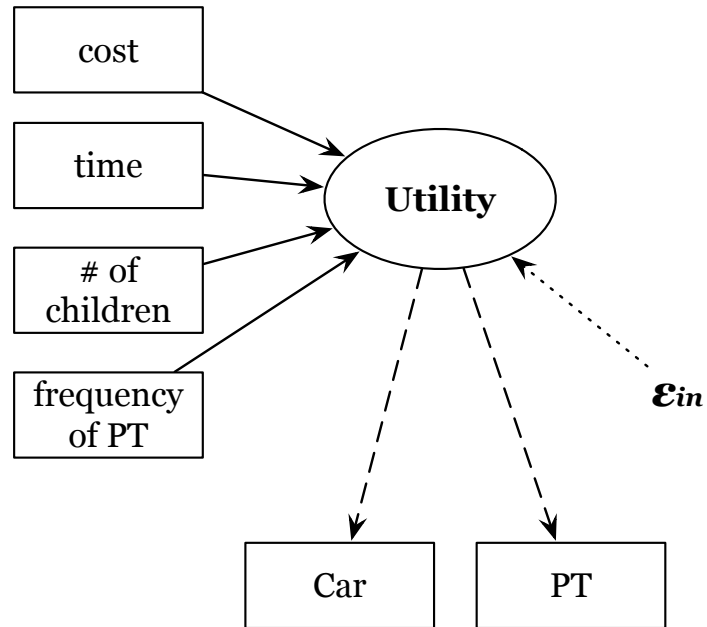 cost
time
# of
children
frequency
of PT
Utility
εin
Car
PT